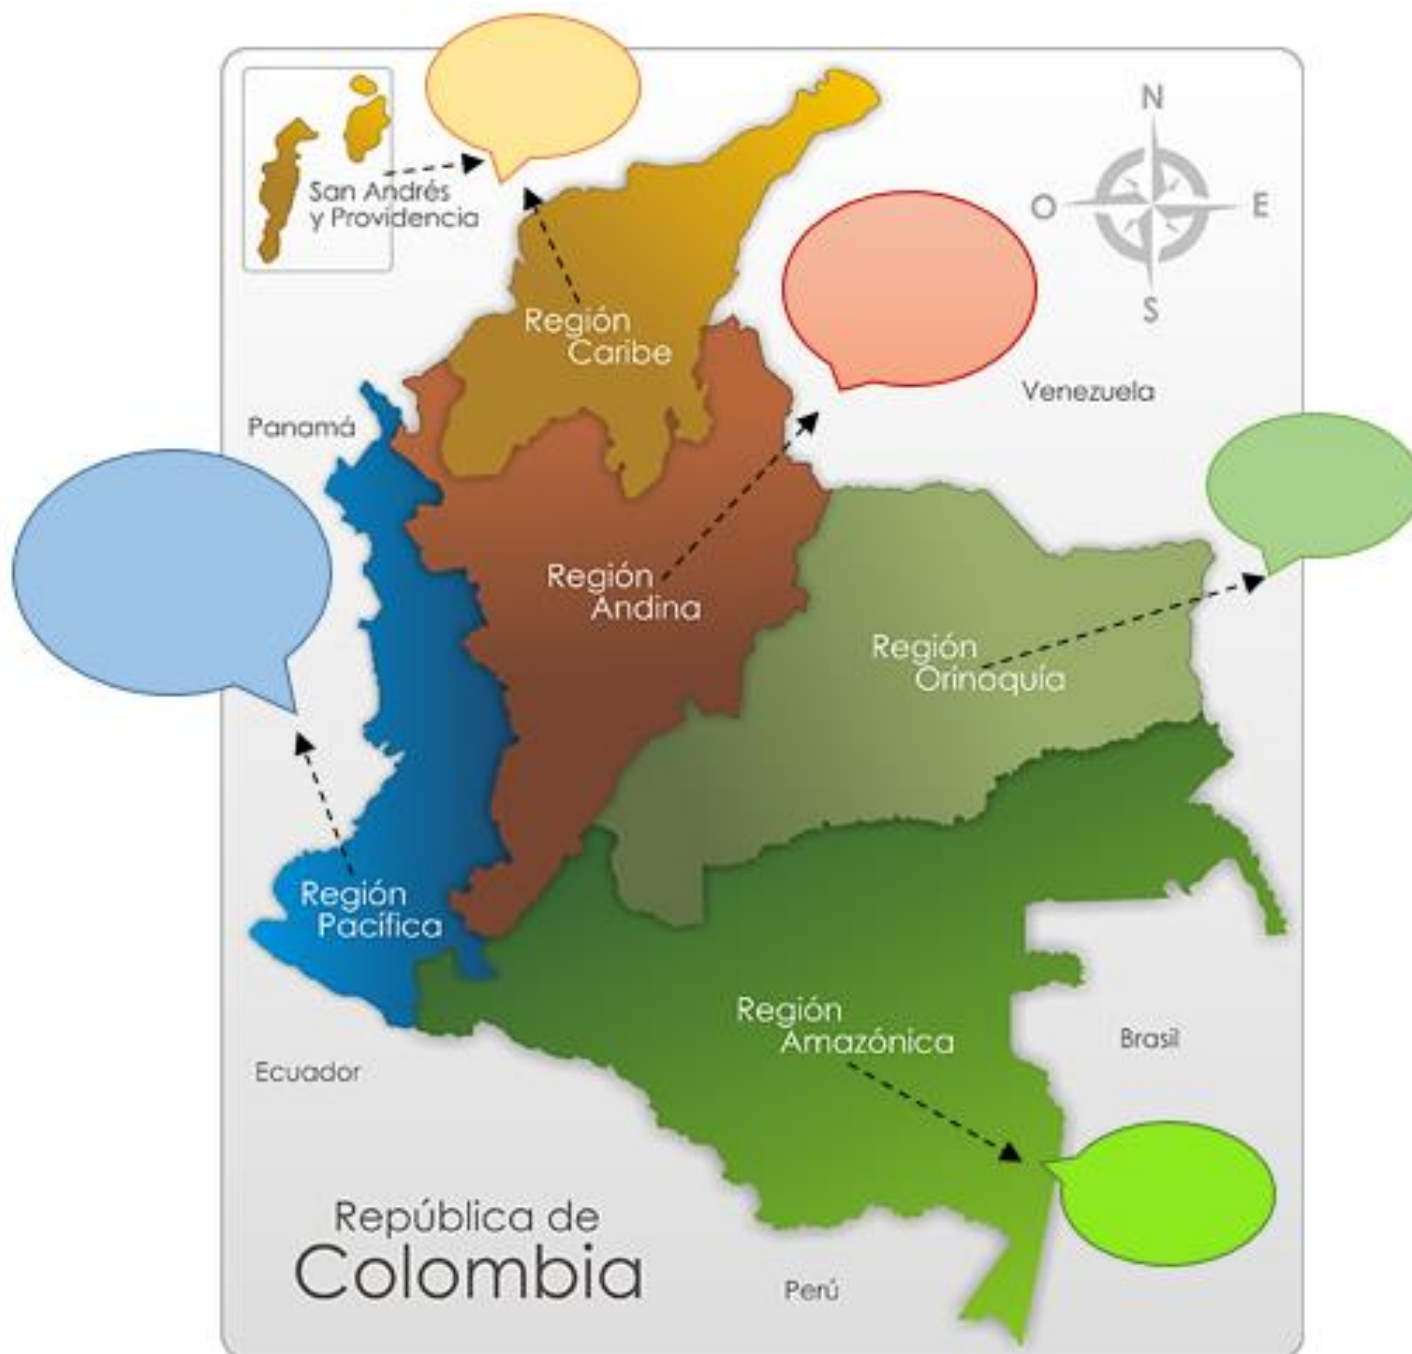 N
San Andrés
y Providencia
O
E
S
Región
Caribe
Venezuela
Panamá
Región
Andina
Región
Orinoquía
Región
Pacífica
Región
Amazónica
Brasil
Ecuador
República de
Colombia
Perú